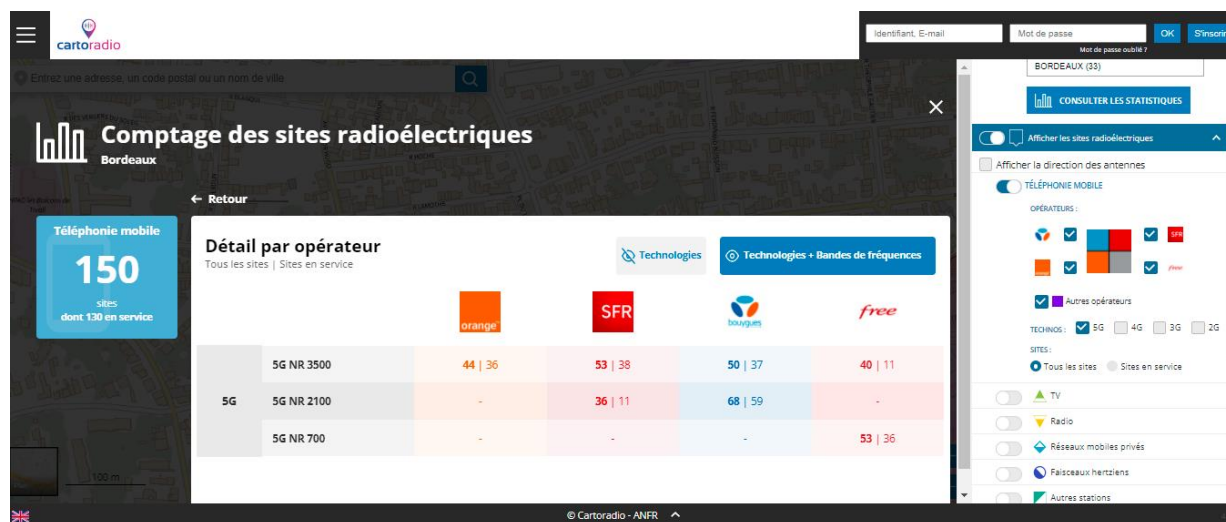 cartoradio
Identifiant, E-mail
Mot de passe
OK
S'inscrir
Mot de passe oublié ?
Entrez une adresse, un code postal ou un nom de ville
BORDEAUX (33)
CONSULTER LES STATISTIQUES
Comptage des sites radioélectriques
Bordeaux
Afficher les sites radioélectriques
Afficher la direction des antennes
TÉLÉPHONIE MOBILE
OPÉRATEURS :
SFR
orange
free
Autres opérateurs
TECHNOS : 5G 4G 3G 2G
SITES :
Tous les sites Sites en service
TV
Radio
Réseaux mobiles privés
Faisceaux hertziens
Autres stations
← Retour
Téléphonie mobile
150
sites
dont 130 en service
Détail par opérateur
Tous les sites | Sites en service
Technologies
Technologies + Bandes de fréquences
orange SFR bouygues free
5G
5G NR 3500 44 | 36 53 | 38 50 | 37 40 | 11
5G NR 2100 - 36 | 11 68 | 59 -
5G NR 700 - - - 53 | 36
100 m
© Cartoradio - ANFR